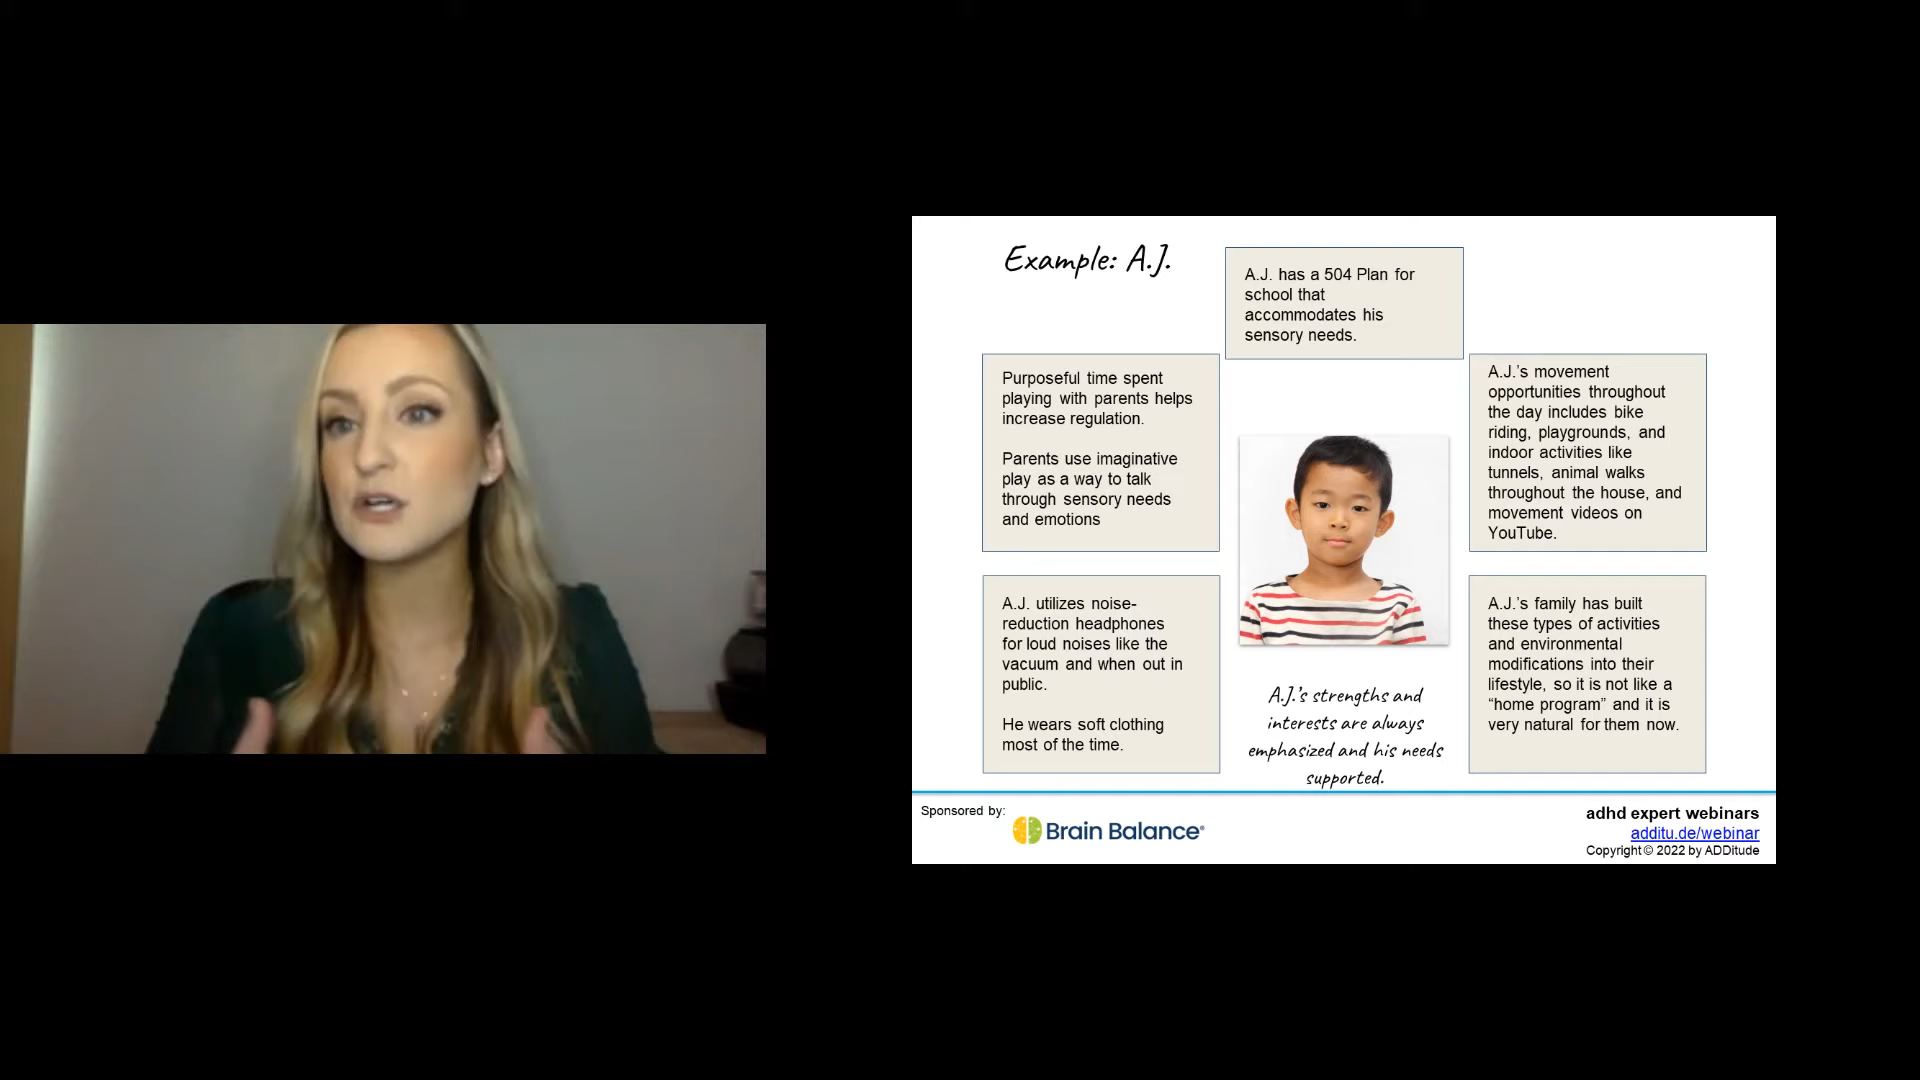 Example: A.J.
A.J. has a 504 Plan for
school that
accommodates his
sensory needs.
Purposeful time spent
playing with parents helps
increase regulation.
Parents use imaginative
play as a way to talk
through sensory needs
and emotions
A.J.’s movement
opportunities throughout
the day includes bike
riding, playgrounds, and
indoor activities like
tunnels, animal walks
throughout the house, and
movement videos on
YouTube.
A.J. utilizes noise-
reduction headphones
for loud noises like the
vacuum and when out in
public.
He wears soft clothing
most of the time.
A.J.’s strengths and
interests are always
emphasized and his needs
supported.
A.J.’s family has built
these types of activities
and environmental
modifications into their
lifestyle, so it is not like a
“home program” and it is
very natural for them now.
Sponsored by:
Brain Balance®
adhd expert webinars
additu.de/webinar
Copyright © 2022 by ADDitude